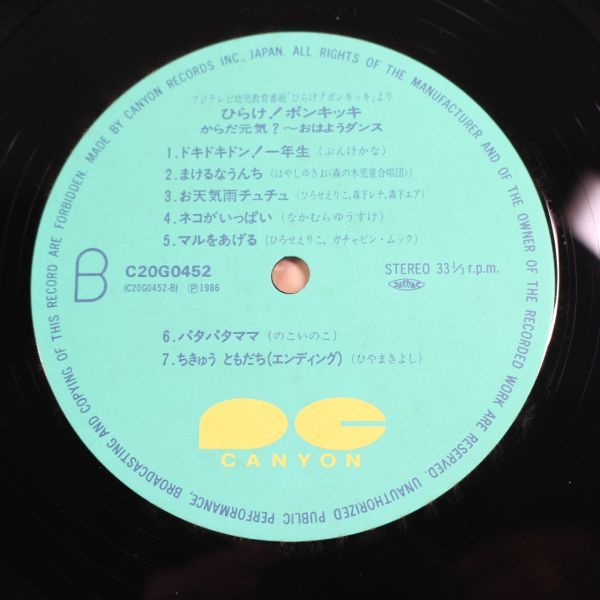 MADE BY CANYON RECORDS INC., JAPAN. ALL RIGHTS OF THE MANUFACTURER AND OF THE OWNER OF THE RECORDED WORK ARE RESERVED. UNAUTHORIZED PUBLIC PERFORMANCE, BROADCASTING AND COPYING OF THIS RECORD ARE FORBIDDEN.
フジテレビ幼児教育番組「ひらけ!ポンキッキ」より
ひらけ!ポンキッキ
からだ元気?〜おはようダンス
1.ドキドキドン!一年生(ぶんけかな)
2.まけるなうんち(はやしゆきお〈森の木児童合唱団〉)
3.お天気雨チュチュ(ひろせえりこ,森下レナ,森下エア)
4.ネコがいっぱい(なかむらゆうすけ)
5.マルをあげる(ひろせえりこ, ガチャピン・ムック)
B C20G0452 STEREO 33 1/3 r.p.m.
(C20G0452-B) Ⓟ1986
6.パタパタママ(のこいのこ)
7.ちきゅう ともだち(エンディング)(ひやまきよし)
CANYON